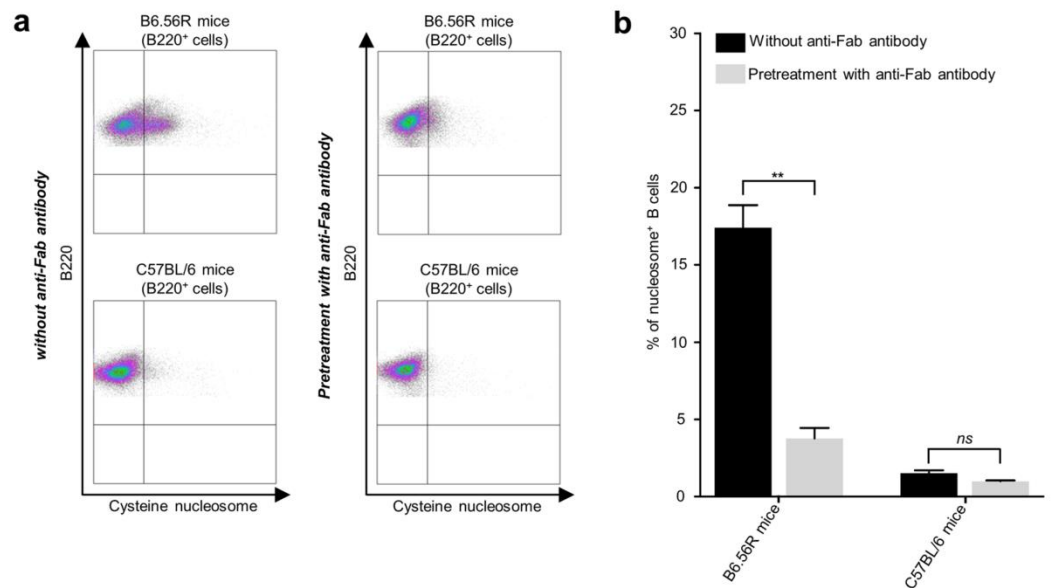 a
B6.56R mice
(B220⁺ cells)
B6.56R mice
(B220⁺ cells)
without anti-Fab antibody
B220
Pretreatment with anti-Fab antibody
B220
C57BL/6 mice
(B220⁺ cells)
C57BL/6 mice
(B220⁺ cells)
Cysteine nucleosome
Cysteine nucleosome
b
Without anti-Fab antibody
Pretreatment with anti-Fab antibody
% of nucleosome⁺ B cells
30
25
20
15
10
5
0
**
ns
B6.56R mice
C57BL/6 mice